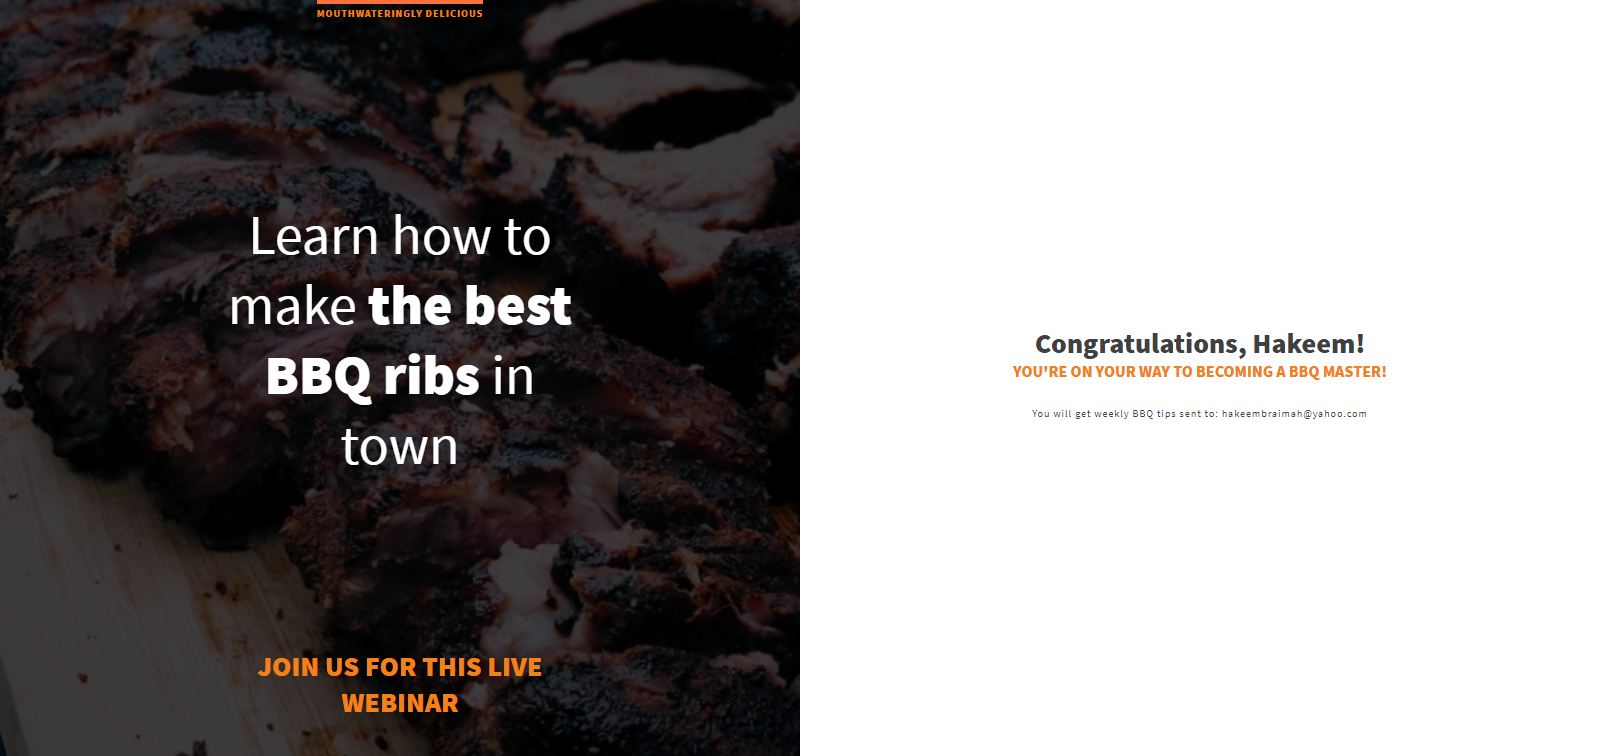 MOUTHWATERINGLY DELICIOUS
Learn how to
make the best
BBQ ribs in
town
JOIN US FOR THIS LIVE
WEBINAR
Congratulations, Hakeem!
YOU'RE ON YOUR WAY TO BECOMING A BBQ MASTER!
You will get weekly BBQ tips sent to: hakeembraimah@yahoo.com